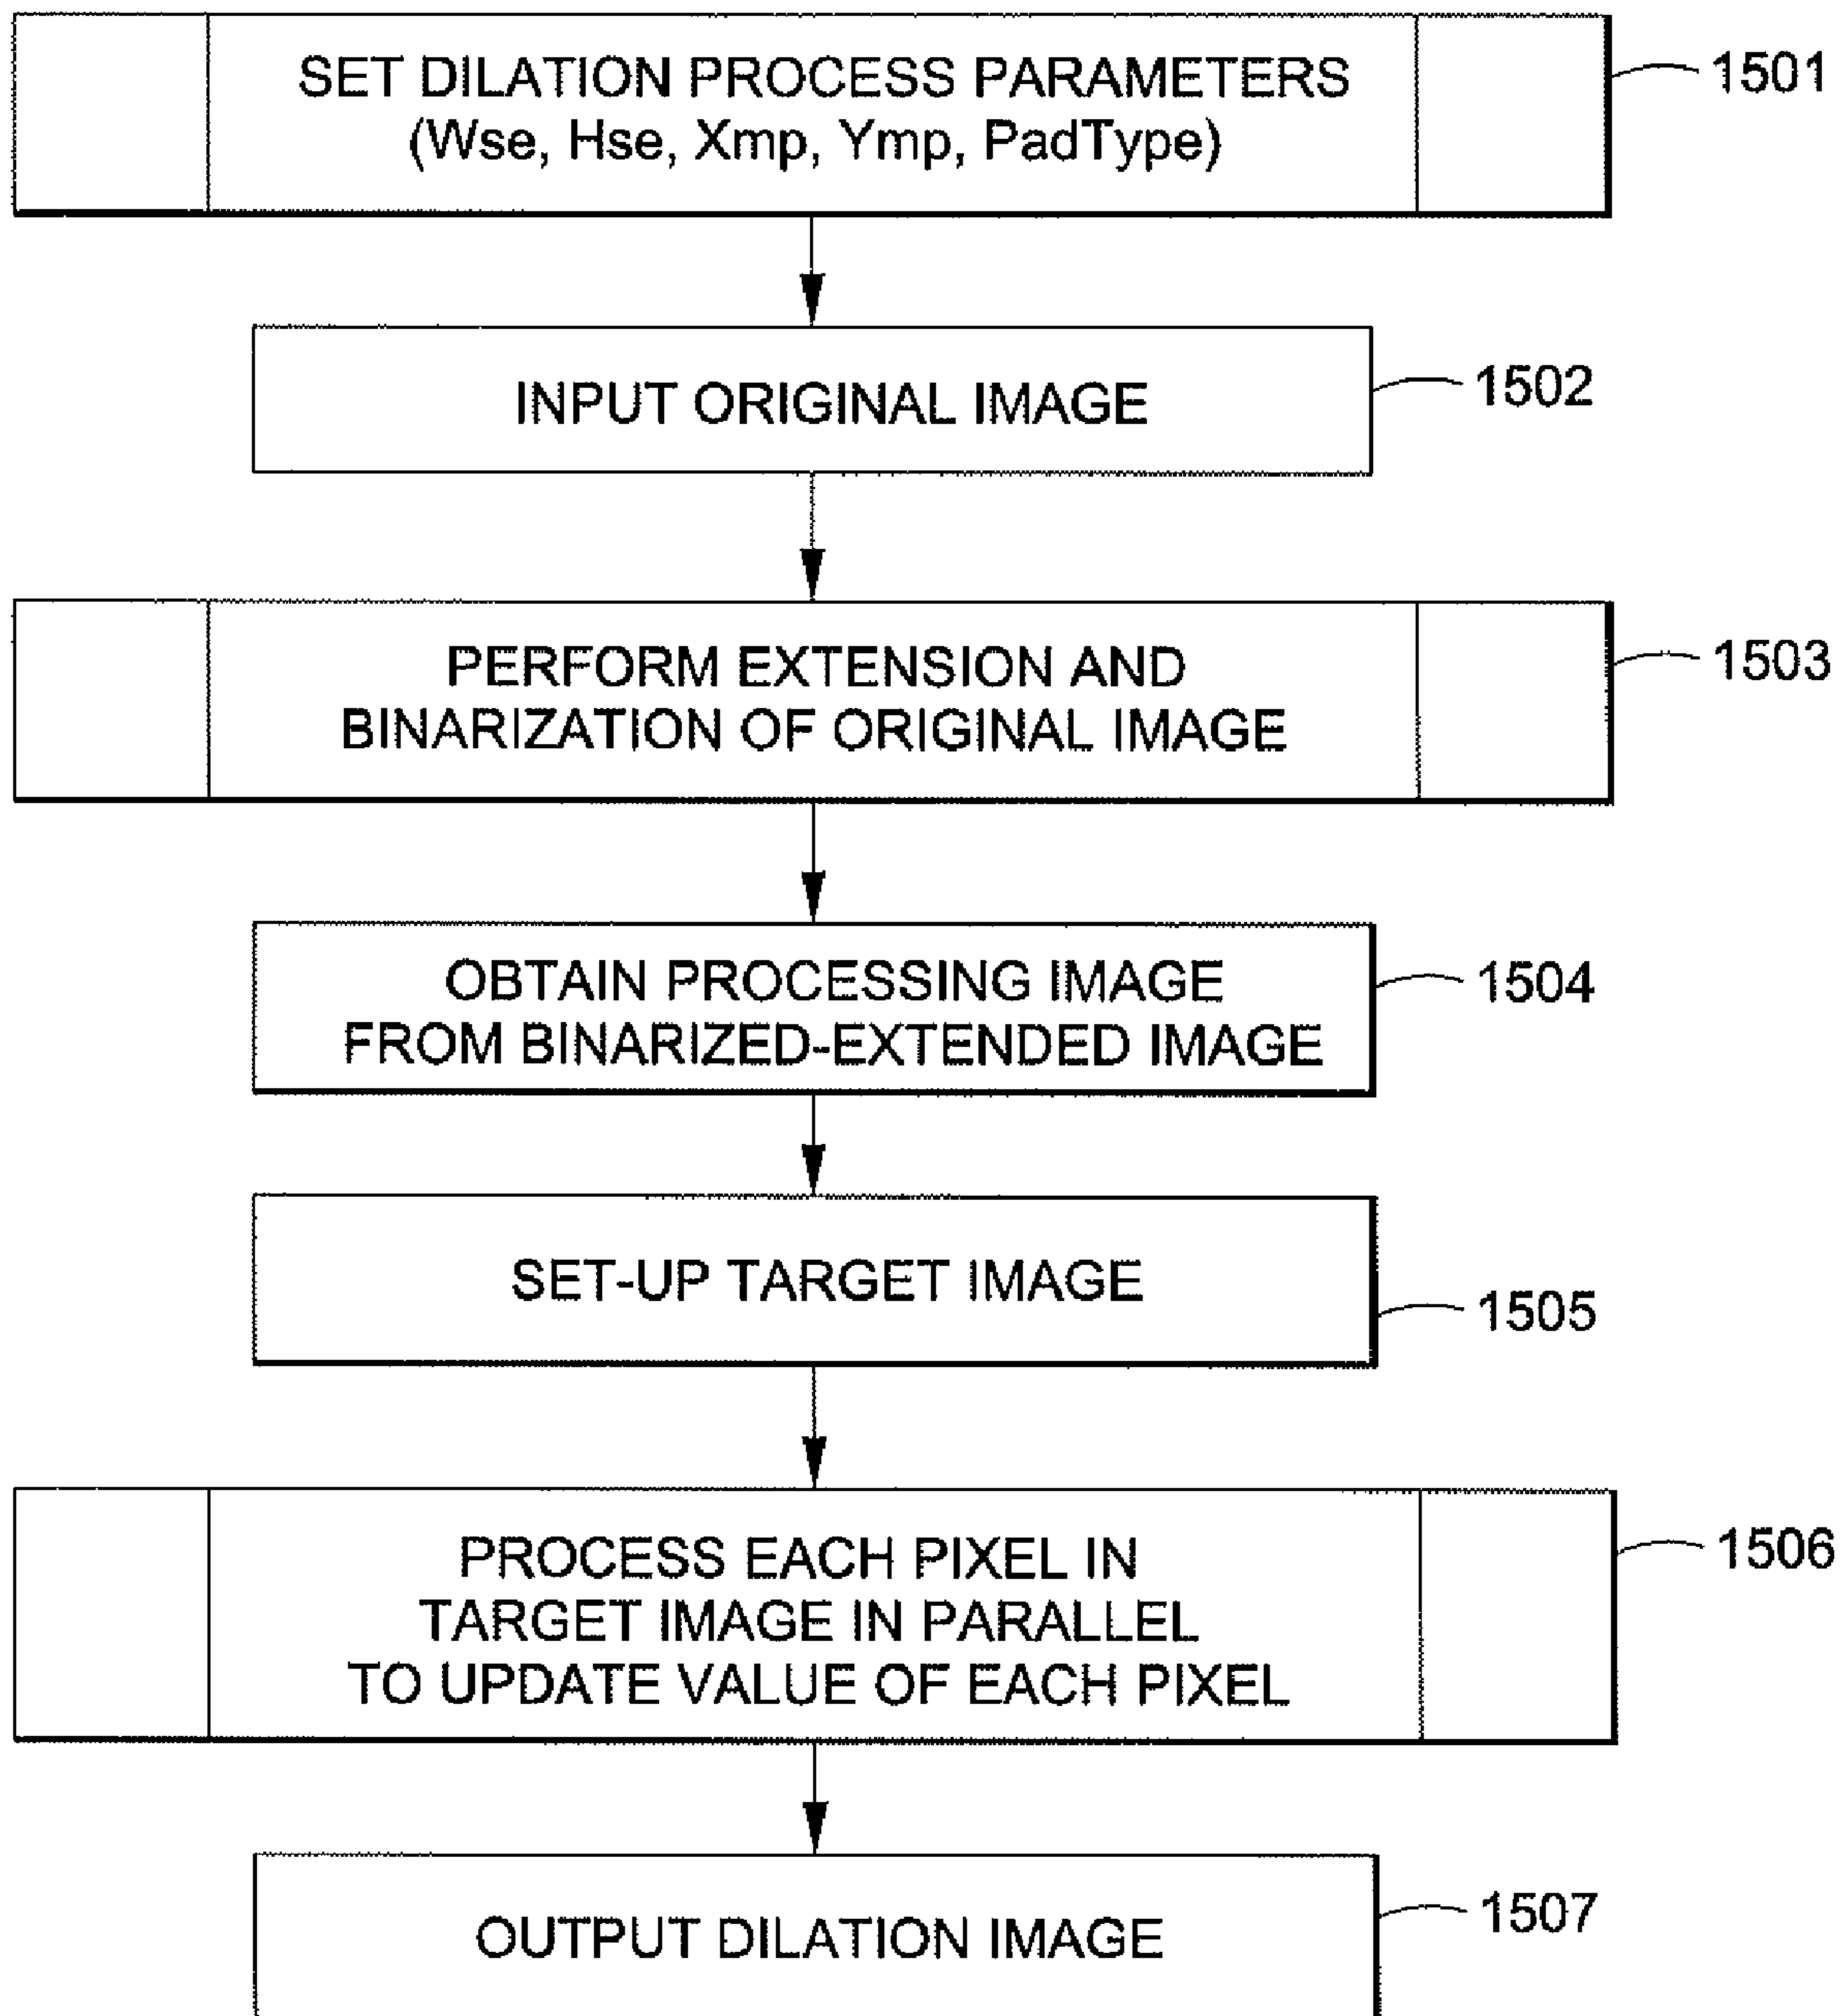 SET DILATION PROCESS PARAMETERS
(Wse, Hse, Xmp, Ymp, PadType)
1501
INPUT ORIGINAL IMAGE
1502
PERFORM EXTENSION AND
BINARIZATION OF ORIGINAL IMAGE
1503
OBTAIN PROCESSING IMAGE
FROM BINARIZED-EXTENDED IMAGE
1504
SET-UP TARGET IMAGE
1505
PROCESS EACH PIXEL IN
TARGET IMAGE IN PARALLEL
TO UPDATE VALUE OF EACH PIXEL
1506
OUTPUT DILATION IMAGE
1507